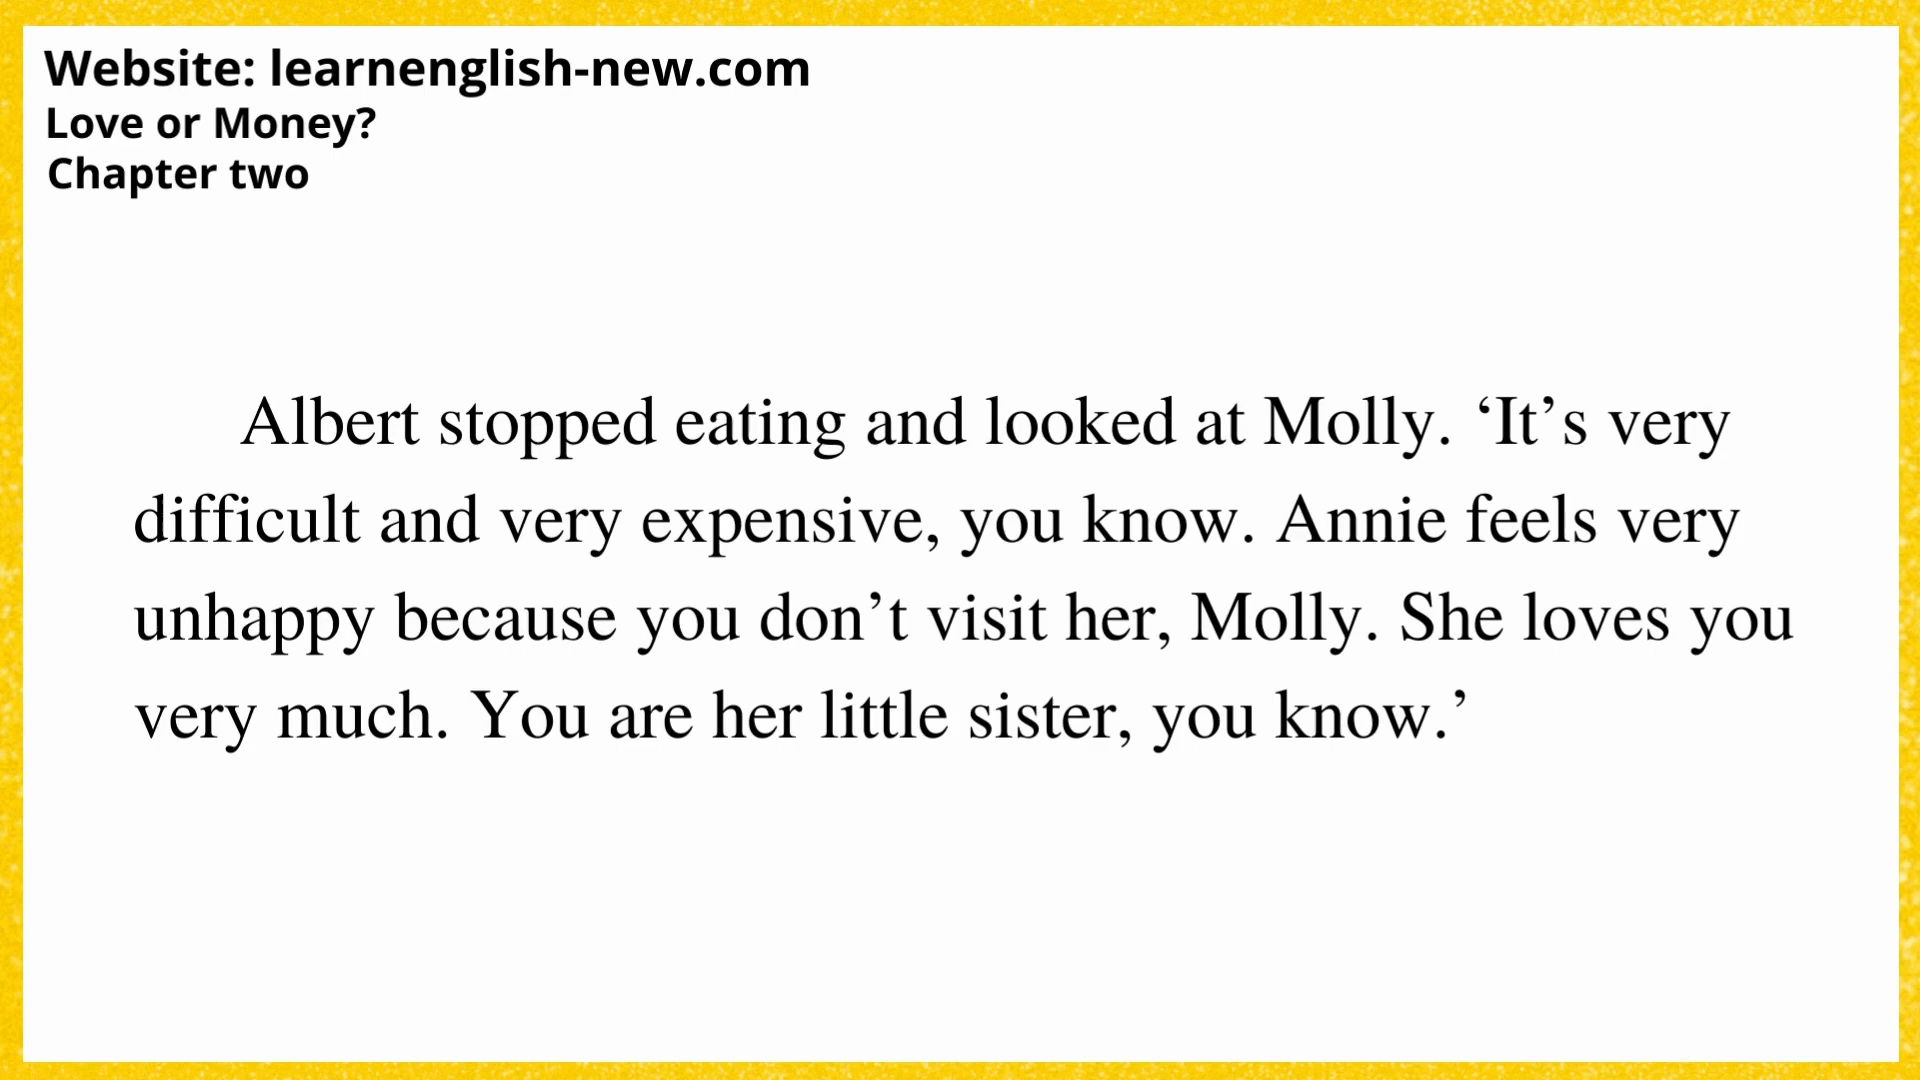 Website: learnenglish-new.com
Love or Money?
Chapter two
Albert stopped eating and looked at Molly. ‘It’s very
difficult and very expensive, you know. Annie feels very
unhappy because you don’t visit her, Molly. She loves you
very much. You are her little sister, you know.’